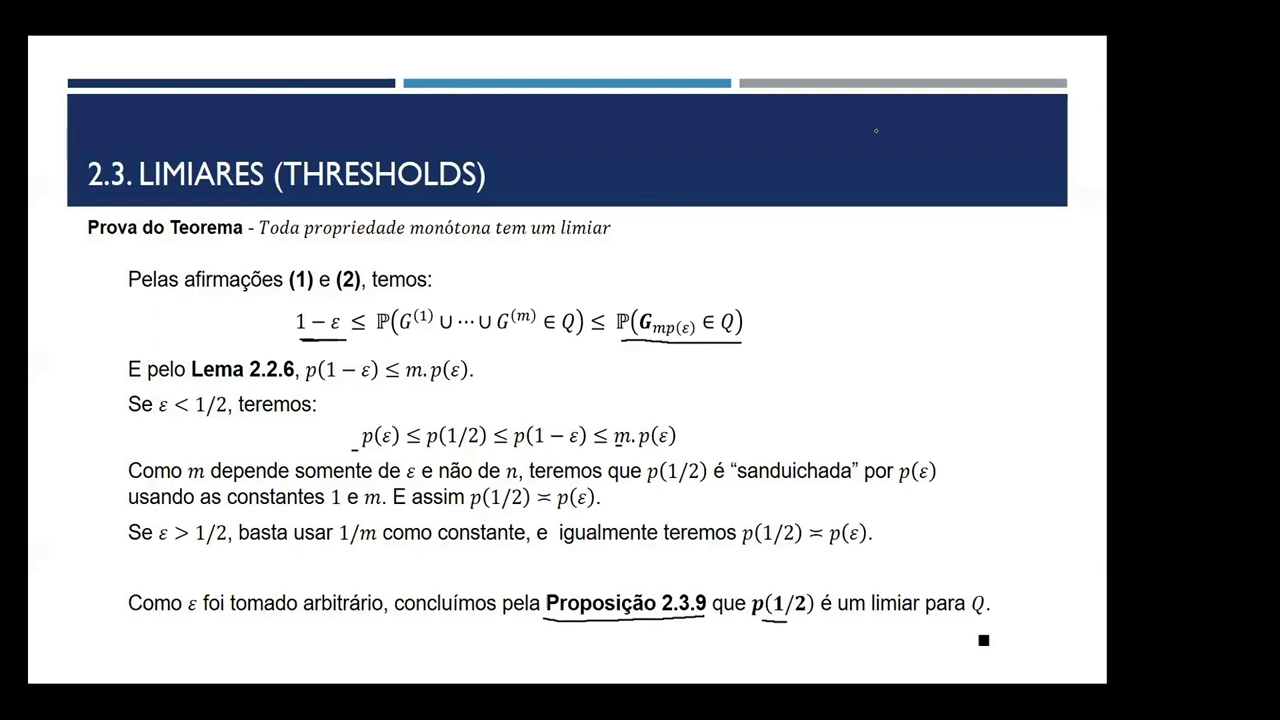 2.3. LIMIARES (THRESHOLDS)
Prova do Teorema - Toda propriedade monótona tem um limiar
Pelas afirmações (1) e (2), temos:
1 − ε ≤ ℙ(G⁽¹⁾ ∪ ⋯ ∪ G⁽ᵐ⁾ ∈ Q) ≤ ℙ(G_{mp(ε)} ∈ Q)
E pelo Lema 2.2.6, p(1 − ε) ≤ m. p(ε).
Se ε < 1/2, teremos:
p(ε) ≤ p(1/2) ≤ p(1 − ε) ≤ m. p(ε)
Como m depende somente de ε e não de n, teremos que p(1/2) é “sanduichada” por p(ε)
usando as constantes 1 e m. E assim p(1/2) ≍ p(ε).
Se ε > 1/2, basta usar 1/m como constante, e igualmente teremos p(1/2) ≍ p(ε).
Como ε foi tomado arbitrário, concluímos pela Proposição 2.3.9 que p(1/2) é um limiar para Q.